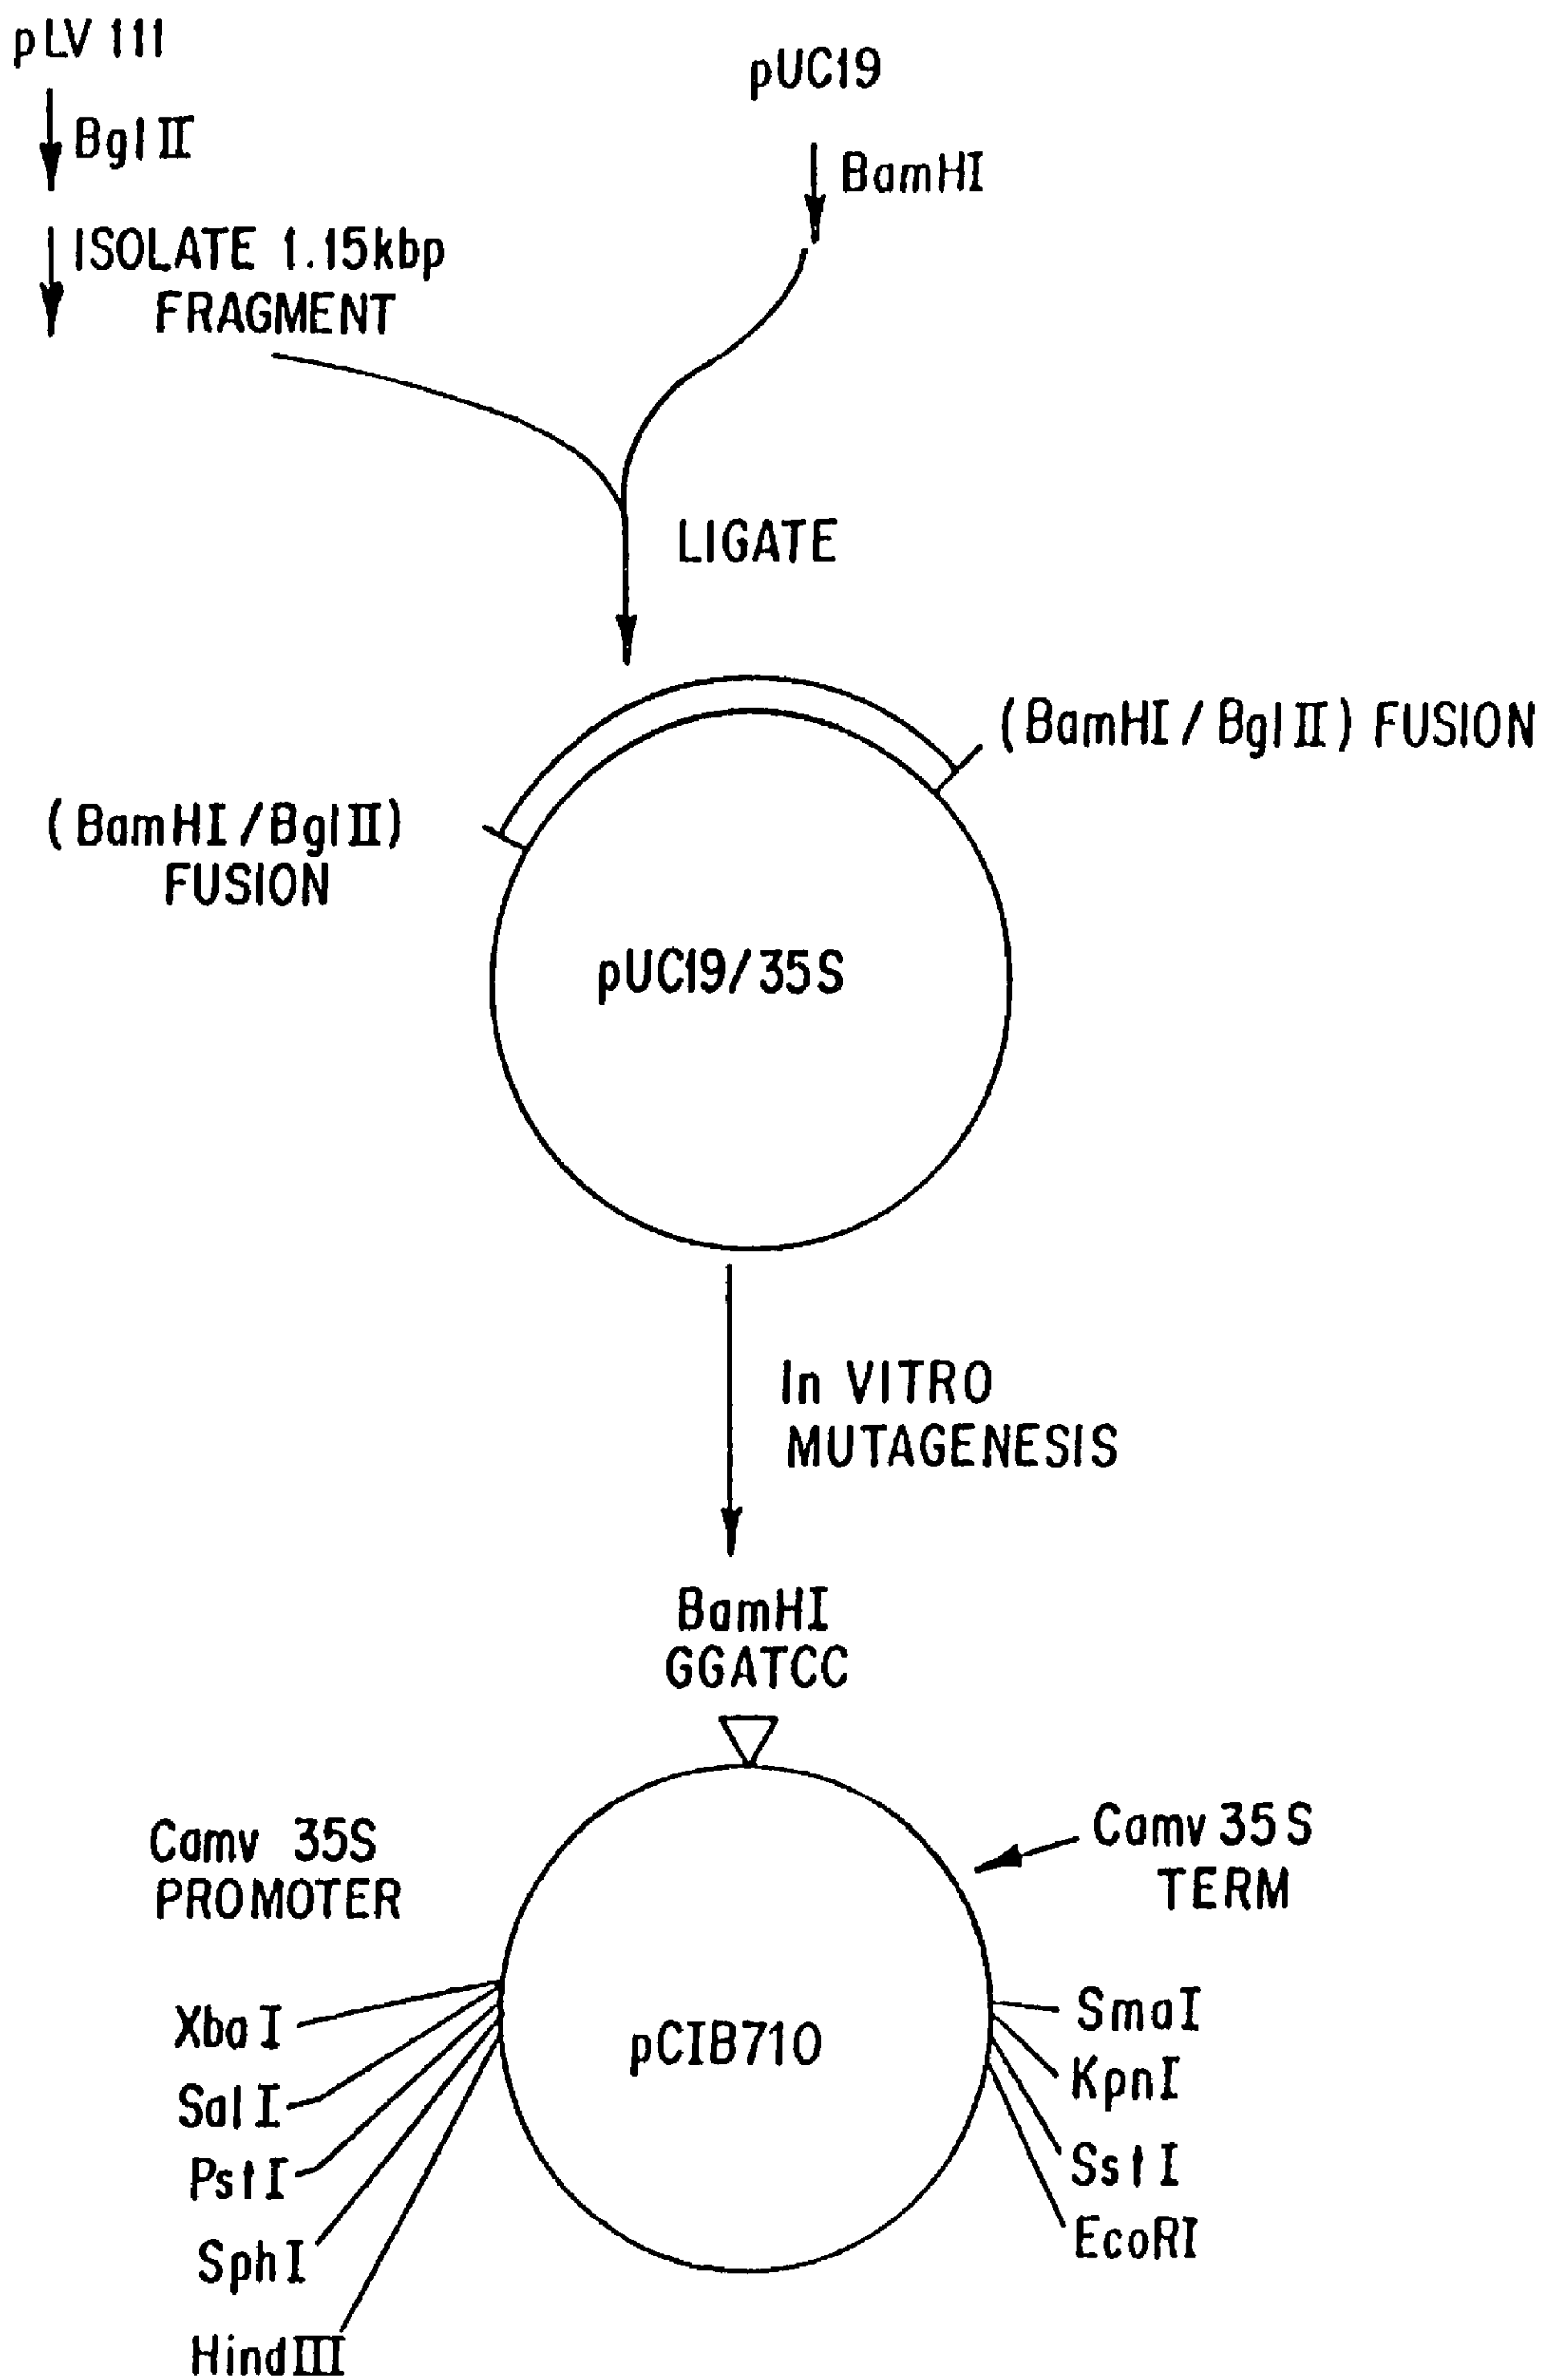 pLV 111
Bgl II
ISOLATE 1.15kbp
FRAGMENT
pUC19
BamHI
LIGATE
(BamHI/BglII) FUSION
(BamHI/BglII)
FUSION
pUC19/35S
In VITRO
MUTAGENESIS
BamHI
GGATCC
Camv 35S
PROMOTER
Camv 35S
TERM
XbaI
SalI
PstI
SphI
HindIII
pCIB710
SmaI
KpnI
SstI
EcoRI